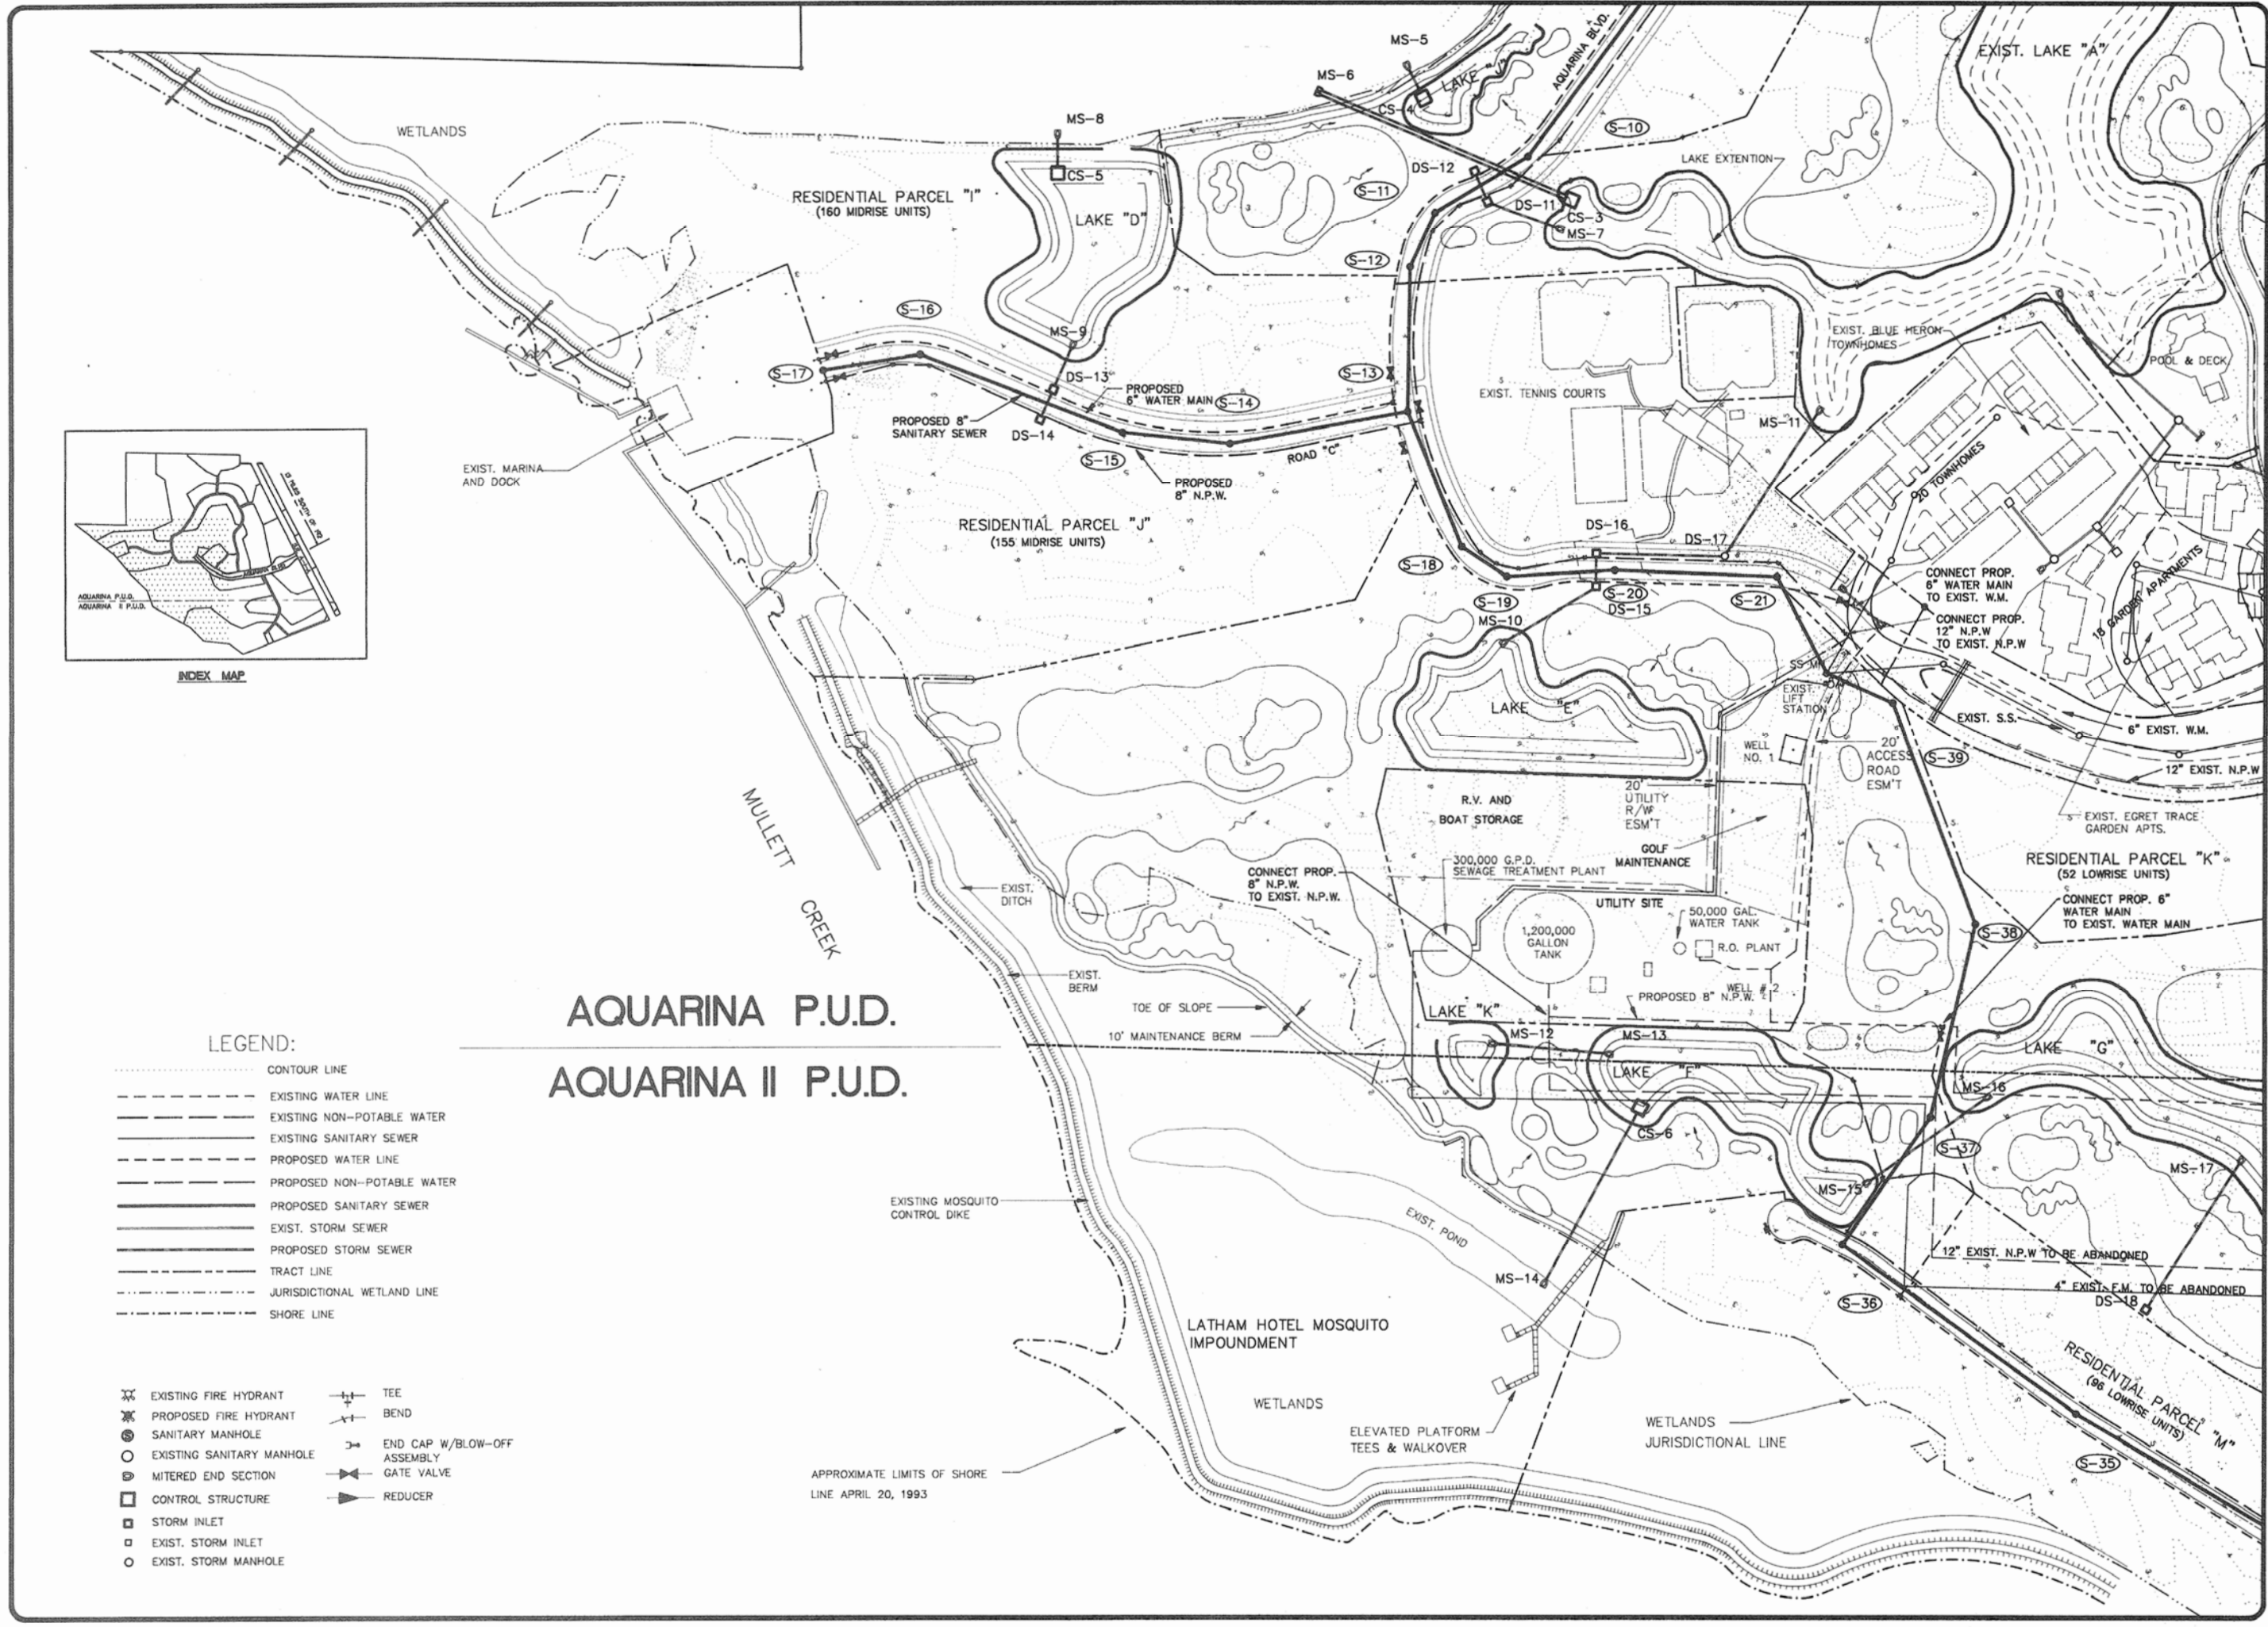 MS-5
AQUARINA BLVD.
EXIST. LAKE "A"
MS-6
LAKE "J"
CS-4
MS-8
WETLANDS
S-10
LAKE EXTENTION
DS-12
CS-5
S-11
RESIDENTIAL PARCEL "I"
(160 MIDRISE UNITS)
LAKE "D"
DS-11
CS-3
MS-7
S-12
S-16
MS-9
EXIST. BLUE HERON
TOWNHOMES
POOL & DECK
S-17
DS-13
S-13
PROPOSED
6" WATER MAIN
S-14
EXIST. TENNIS COURTS
PROPOSED 8"
SANITARY SEWER
DS-14
MS-11
S-15
ROAD "C"
20 TOWNHOMES
EXIST. MARINA
AND DOCK
PROPOSED
8" N.P.W.
RESIDENTIAL PARCEL "J"
(155 MIDRISE UNITS)
DS-16
DS-17
S-18
CONNECT PROP.
6" WATER MAIN
TO EXIST. W.M.
18 GARDEN APARTMENTS
AQUARINA BLVD.
AQUARINA P.U.D.
AQUARINA II P.U.D.
S-19
S-20
S-21
DS-15
MS-10
CONNECT PROP.
12" N.P.W
TO EXIST. N.P.W
INDEX MAP
EXIST.
LIFT
STATION
LAKE "E"
EXIST. S.S.
6" EXIST. W.M.
WELL
NO. 1
20'
ACCESS
ROAD
ESM'T
S-39
12" EXIST. N.P.W
MULLETT
CREEK
R.V. AND
BOAT STORAGE
20'
UTILITY
R/W
ESM'T
EXIST. EGRET TRACE
GARDEN APTS.
GOLF
MAINTENANCE
RESIDENTIAL PARCEL "K"
(52 LOWRISE UNITS)
300,000 G.P.D.
SEWAGE TREATMENT PLANT
CONNECT PROP.
8" N.P.W.
TO EXIST. N.P.W.
EXIST.
DITCH
UTILITY SITE
CONNECT PROP. 6"
WATER MAIN
TO EXIST. WATER MAIN
50,000 GAL.
WATER TANK
1,200,000
GALLON
TANK
S-38
R.O. PLANT
EXIST.
BERM
WELL # 2
PROPOSED 8" N.P.W.
AQUARINA P.U.D.
TOE OF SLOPE
LAKE "K"
10' MAINTENANCE BERM
MS-12
MS-13
LAKE "G"
LAKE "F"
MS-16
AQUARINA II P.U.D.
CS-6
S-37
MS-17
MS-15
LEGEND:
CONTOUR LINE
EXISTING WATER LINE
EXISTING NON-POTABLE WATER
EXISTING SANITARY SEWER
PROPOSED WATER LINE
PROPOSED NON-POTABLE WATER
PROPOSED SANITARY SEWER
EXIST. STORM SEWER
PROPOSED STORM SEWER
TRACT LINE
JURISDICTIONAL WETLAND LINE
SHORE LINE
EXISTING MOSQUITO
CONTROL DIKE
EXIST. POND
12" EXIST. N.P.W TO BE ABANDONED
MS-14
4" EXIST. F.M. TO BE ABANDONED
DS-18
S-36
LATHAM HOTEL MOSQUITO
IMPOUNDMENT
RESIDENTIAL PARCEL "M"
(96 LOWRISE UNITS)
WETLANDS
ELEVATED PLATFORM
TEES & WALKOVER
WETLANDS
JURISDICTIONAL LINE
S-35
APPROXIMATE LIMITS OF SHORE
LINE APRIL 20, 1993
EXISTING FIRE HYDRANT
PROPOSED FIRE HYDRANT
SANITARY MANHOLE
EXISTING SANITARY MANHOLE
MITERED END SECTION
CONTROL STRUCTURE
STORM INLET
EXIST. STORM INLET
EXIST. STORM MANHOLE
TEE
BEND
END CAP W/BLOW-OFF
ASSEMBLY
GATE VALVE
REDUCER